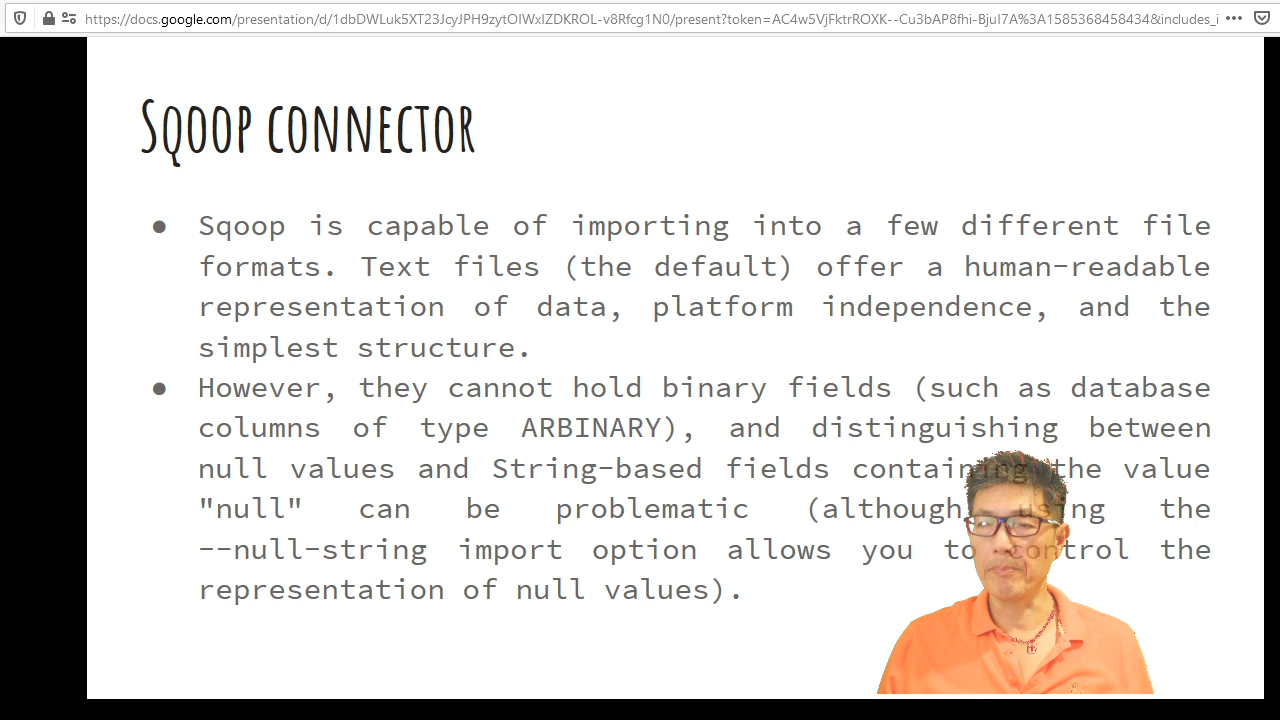 https://docs.google.com/presentation/d/1dbDWLuk5XT23JcyJPH9zytOIWxIZDKROL-v8Rfcg1N0/present?token=AC4w5VjFktrROXK--Cu3bAP8fhi-BjuI7A%3A1585368458434&includes_i
Sqoop connector
● Sqoop is capable of importing into a few different file
formats. Text files (the default) offer a human-readable
representation of data, platform independence, and the
simplest structure.
● However, they cannot hold binary fields (such as database
columns of type ARBINARY), and distinguishing between
null values and String-based fields containing the value
"null" can be problematic (although, using the
--null-string import option allows you to control the
representation of null values).